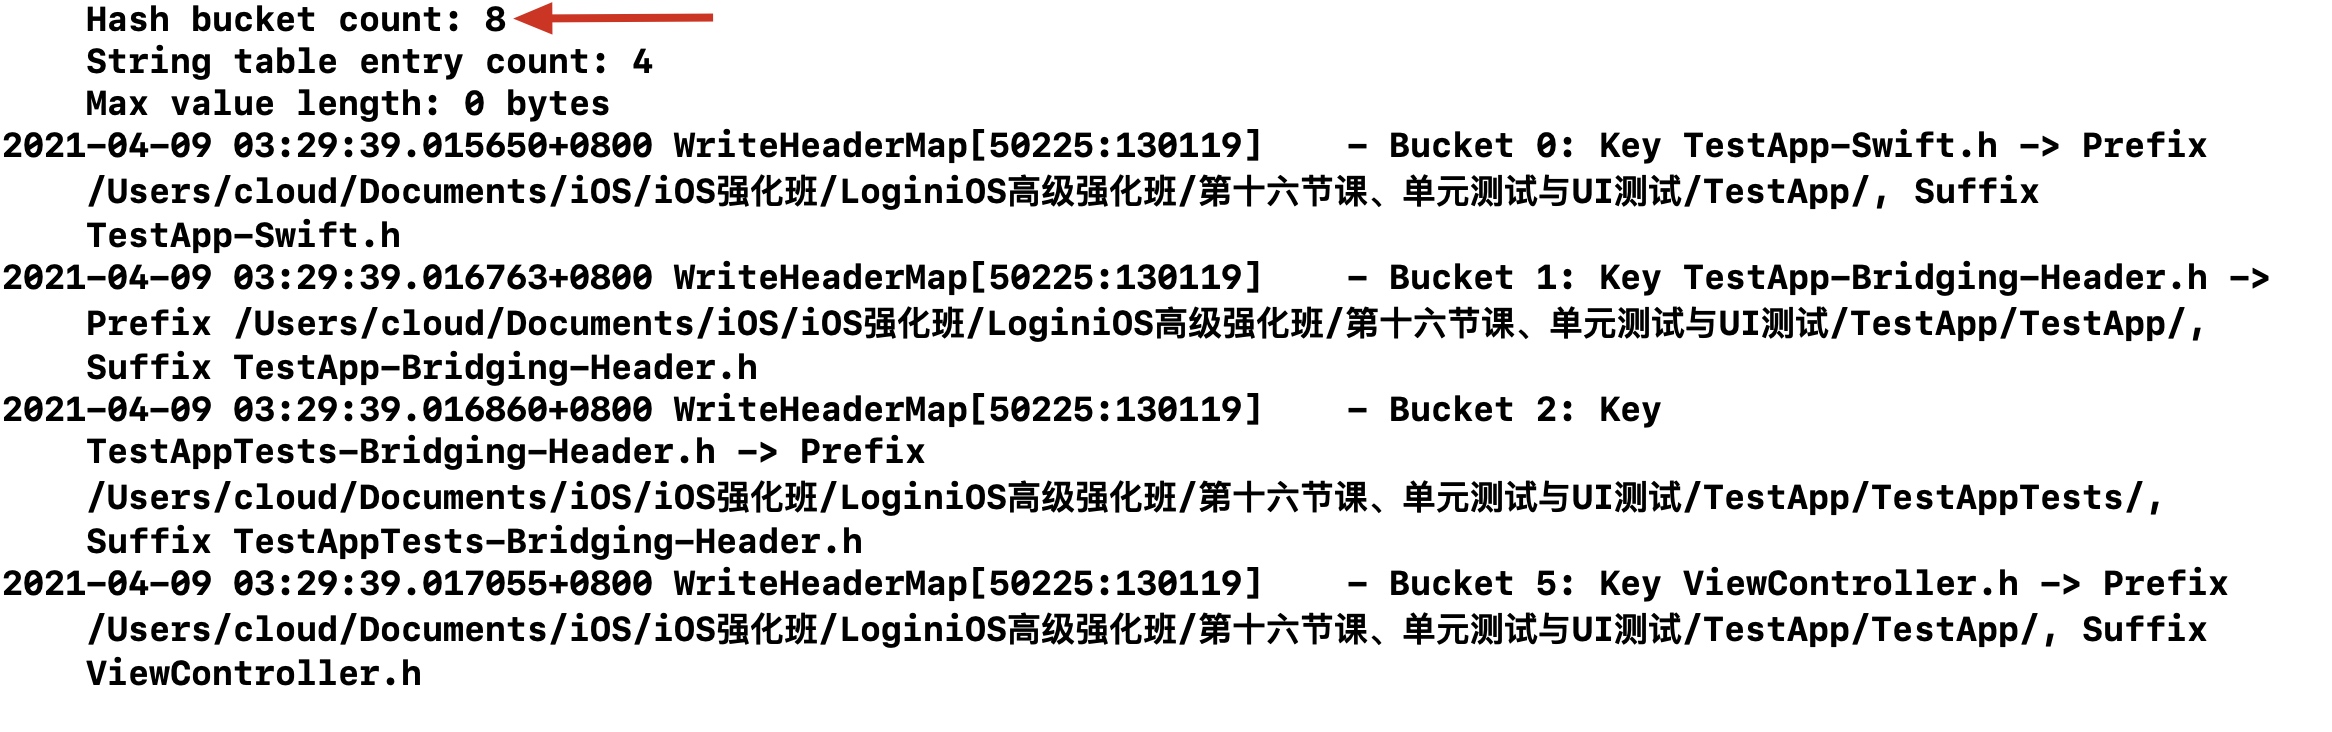 Hash bucket count: 8
String table entry count: 4
Max value length: 0 bytes
2021-04-09 03:29:39.015650+0800 WriteHeaderMap[50225:130119]    - Bucket 0: Key TestApp-Swift.h -> Prefix
/Users/cloud/Documents/iOS/iOS强化班/LoginiOS高级强化班/第十六节课、单元测试与UI测试/TestApp/, Suffix
TestApp-Swift.h
2021-04-09 03:29:39.016763+0800 WriteHeaderMap[50225:130119]    - Bucket 1: Key TestApp-Bridging-Header.h ->
Prefix /Users/cloud/Documents/iOS/iOS强化班/LoginiOS高级强化班/第十六节课、单元测试与UI测试/TestApp/TestApp/,
Suffix TestApp-Bridging-Header.h
2021-04-09 03:29:39.016860+0800 WriteHeaderMap[50225:130119]    - Bucket 2: Key
TestAppTests-Bridging-Header.h -> Prefix
/Users/cloud/Documents/iOS/iOS强化班/LoginiOS高级强化班/第十六节课、单元测试与UI测试/TestApp/TestAppTests/,
Suffix TestAppTests-Bridging-Header.h
2021-04-09 03:29:39.017055+0800 WriteHeaderMap[50225:130119]    - Bucket 5: Key ViewController.h -> Prefix
/Users/cloud/Documents/iOS/iOS强化班/LoginiOS高级强化班/第十六节课、单元测试与UI测试/TestApp/TestApp/, Suffix
ViewController.h